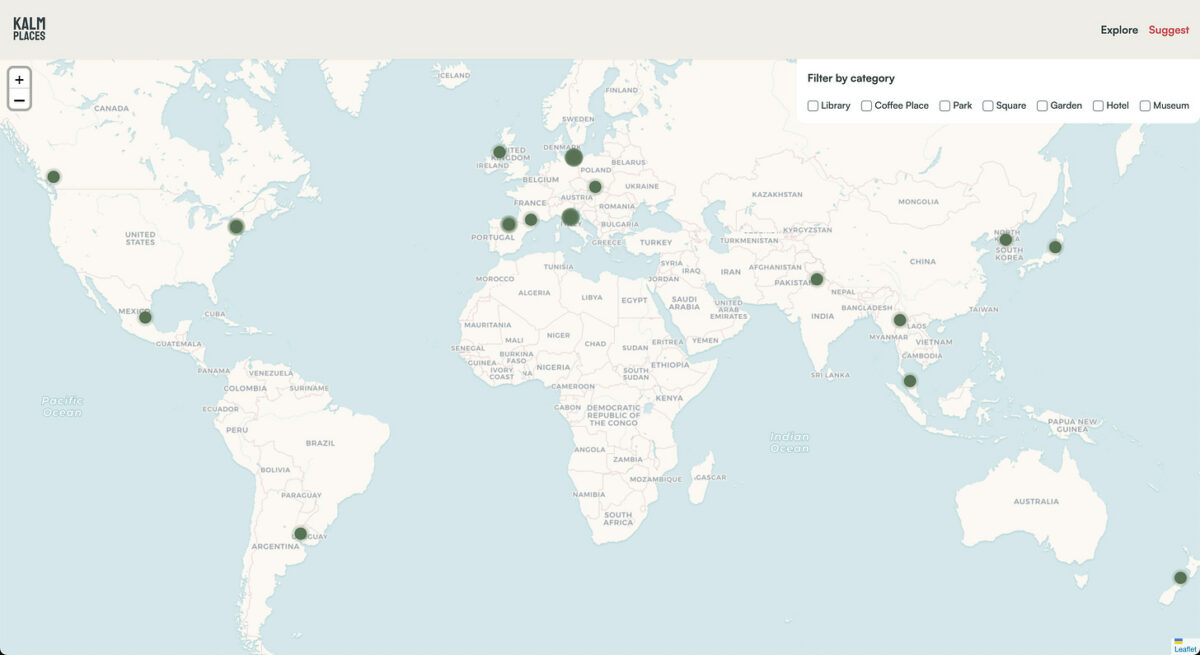 KALM
PLACES
Explore
Suggest
+
−
Filter by category
Library
Coffee Place
Park
Square
Garden
Hotel
Museum
ICELAND
FINLAND
CANADA
SWEDEN
DENMARK
UNITED
KINGDOM
IRELAND
BELARUS
POLAND
BELGIUM
UKRAINE
KAZAKHSTAN
AUSTRIA
FRANCE
MONGOLIA
ROMANIA
BULGARIA
KYRGYZSTAN
UNITED
STATES
PORTUGAL
GREECE
TURKEY
TURKMENISTAN
NORTH
SOUTH
KOREA
CHINA
TUNISIA
SYRIA
IRAQ
IRAN
AFGHANISTAN
MOROCCO
JORDAN
PAKISTAN
NEPAL
ALGERIA
LIBYA
EGYPT
SAUDI
ARABIA
UNITED
ARAB
EMIRATES
BANGLADESH
TAIWAN
MEXICO
CUBA
INDIA
MAURITANIA
LAOS
MYANMAR
VIETNAM
GUATEMALA
MALI
NIGER
CHAD
SUDAN
ERITREA
YEMEN
SENEGAL
BURKINA
FASO
CAMBODIA
GUINEA
ETHIOPIA
PANAMA
VENEZUELA
IVORY
COAST
NA
NIGERIA
SOUTH
SUDAN
SRI LANKA
COLOMBIA
SURINAME
CAMEROON
KENYA
Pacific
Ocean
ECUADOR
GABON
DEMOCRATIC
REPUBLIC OF
THE CONGO
PAPUA NEW
GUINEA
PERU
BRAZIL
Indian
Ocean
ANGOLA
ZAMBIA
BOLIVIA
MOZAMBIQUE
GASCAR
PARAGUAY
NAMIBIA
AUSTRALIA
SOUTH
AFRICA
GUAY
ARGENTINA
Leaflet